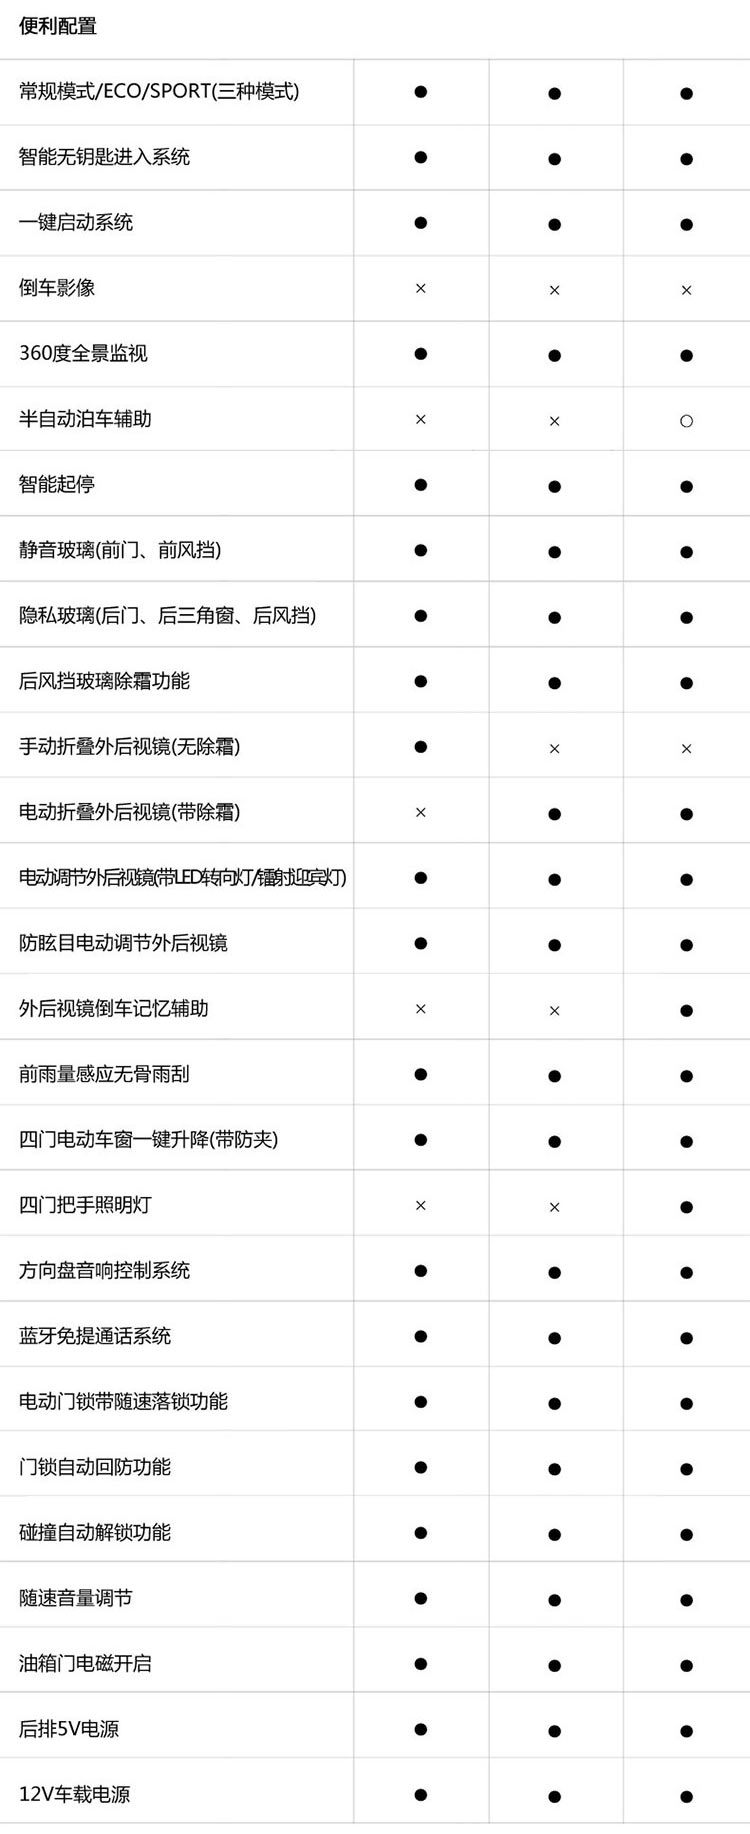 便利配置
常规模式/ECO/SPORT(三种模式) ● ● ●
智能无钥匙进入系统 ● ● ●
一键启动系统 ● ● ●
倒车影像 × × ×
360度全景监视 ● ● ●
半自动泊车辅助 × × ○
智能起停 ● ● ●
静音玻璃(前门、前风挡) ● ● ●
隐私玻璃(后门、后三角窗、后风挡) ● ● ●
后风挡玻璃除霜功能 ● ● ●
手动折叠外后视镜(无除霜) ● × ×
电动折叠外后视镜(带除霜) × ● ●
电动调节外后视镜(带LED转向灯/镭射迎宾灯) ● ● ●
防眩目电动调节外后视镜 ● ● ●
外后视镜倒车记忆辅助 × × ●
前雨量感应无骨雨刮 ● ● ●
四门电动车窗一键升降(带防夹) ● ● ●
四门把手照明灯 × × ●
方向盘音响控制系统 ● ● ●
蓝牙免提通话系统 ● ● ●
电动门锁带随速落锁功能 ● ● ●
门锁自动回防功能 ● ● ●
碰撞自动解锁功能 ● ● ●
随速音量调节 ● ● ●
油箱门电磁开启 ● ● ●
后排5V电源 ● ● ●
12V车载电源 ● ● ●